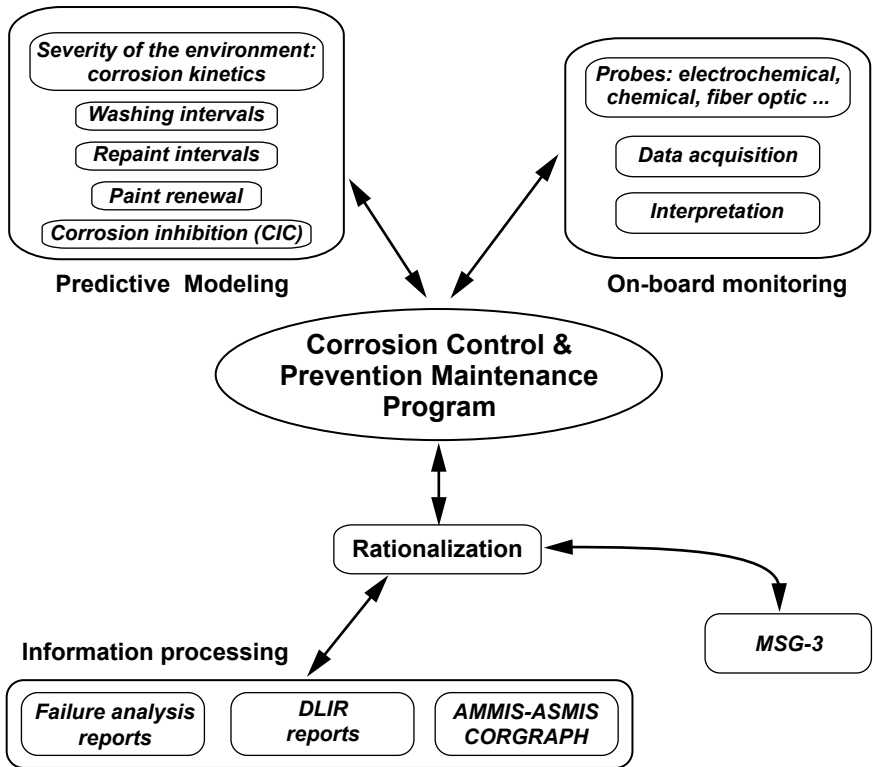 Severity of the environment:
corrosion kinetics
Washing intervals
Repaint intervals
Paint renewal
Corrosion inhibition (CIC)
Predictive Modeling
Probes: electrochemical,
chemical, fiber optic ...
Data acquisition
Interpretation
On-board monitoring
Corrosion Control &
Prevention Maintenance
Program
Rationalization
MSG-3
Information processing
Failure analysis
reports
DLIR
reports
AMMIS-ASMIS
CORGRAPH